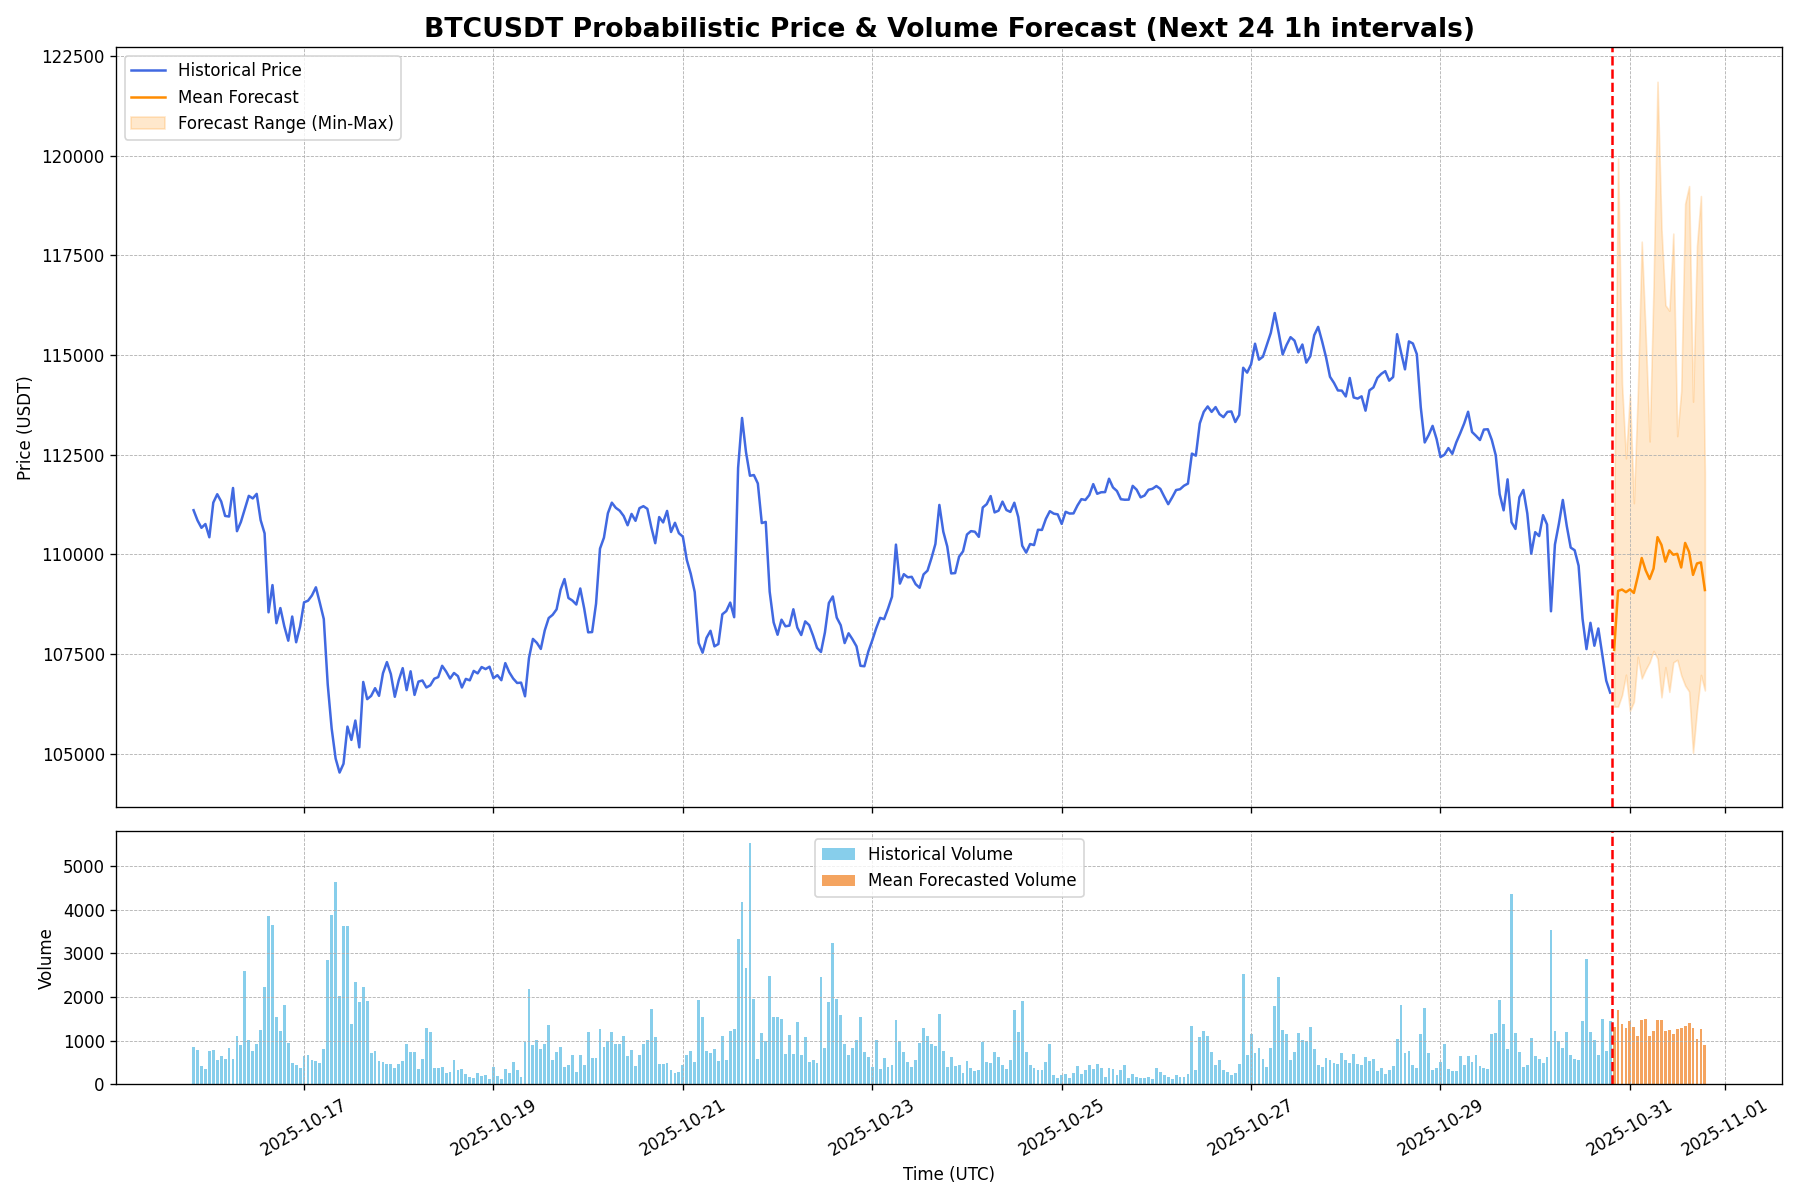 BTCUSDT Probabilistic Price & Volume Forecast (Next 24 1h intervals)
Historical Price
Mean Forecast
Forecast Range (Min-Max)
122500
120000
117500
115000
112500
110000
107500
105000
Price (USDT)
Historical Volume
Mean Forecasted Volume
5000
4000
3000
2000
1000
0
Volume
2025-10-17
2025-10-19
2025-10-21
2025-10-23
2025-10-25
2025-10-27
2025-10-29
2025-10-31
2025-11-01
Time (UTC)